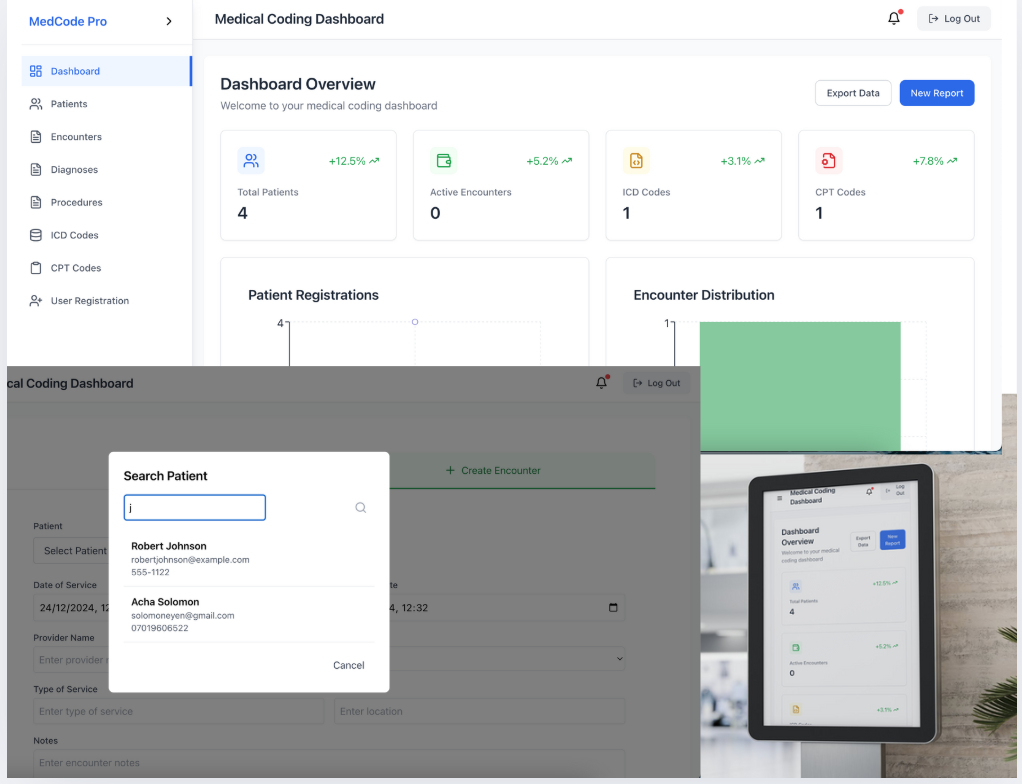 MedCode Pro
Medical Coding Dashboard
Log Out
Dashboard
Patients
Encounters
Diagnoses
Procedures
ICD Codes
CPT Codes
User Registration
Dashboard Overview
Welcome to your medical coding dashboard
Export Data
New Report
+12.5%
Total Patients
4
+5.2%
Active Encounters
0
+3.1%
ICD Codes
1
+7.8%
CPT Codes
1
Patient Registrations
4
Encounter Distribution
1
cal Coding Dashboard
Log Out
Create Encounter
Search Patient
j
Robert Johnson
robertjohnson@example.com
555-1122
Acha Solomon
solomoneyen@gmail.com
07019606522
Cancel
Patient
Select Patient
Date of Service
24/12/2024, 12
4, 12:32
Provider Name
Enter provider
Type of Service
Enter type of service
Enter location
Notes
Enter encounter notes
Medical Coding
Dashboard
Log
Out
Dashboard
Overview
Welcome to your medical
coding dashboard
Export
Data
New
Report
+12.5%
Total Patients
4
+5.2%
Active Encounters
0
+3.1%